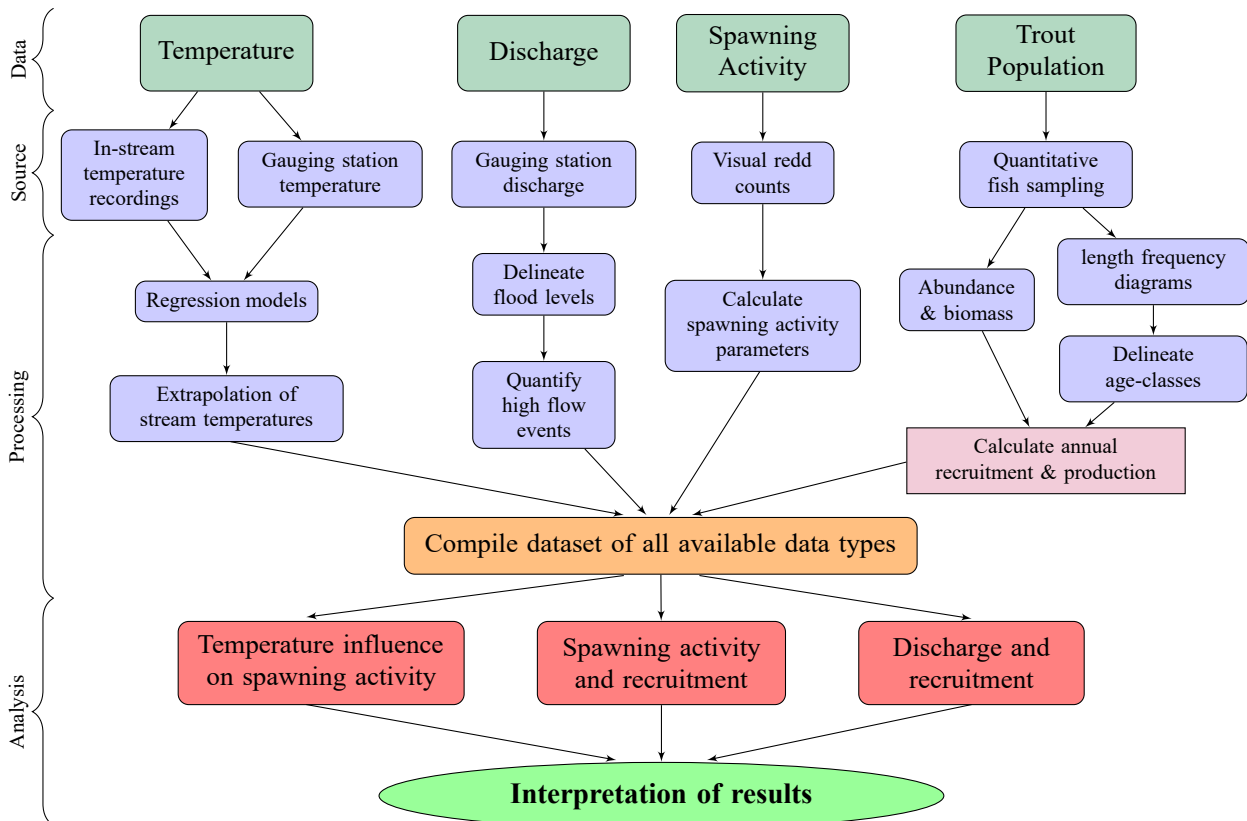 Data
Temperature
Discharge
Spawning
Activity
Trout
Population
Source
In-stream
temperature
recordings
Gauging station
temperature
Gauging station
discharge
Visual redd
counts
Quantitative
fish sampling
Processing
Regression models
Delineate
flood levels
Calculate
spawning activity
parameters
Abundance
& biomass
length frequency
diagrams
Delineate
age-classes
Extrapolation of
stream temperatures
Quantify
high flow
events
Calculate annual
recruitment & production
Compile dataset of all available data types
Analysis
Temperature influence
on spawning activity
Spawning activity
and recruitment
Discharge and
recruitment
Interpretation of results